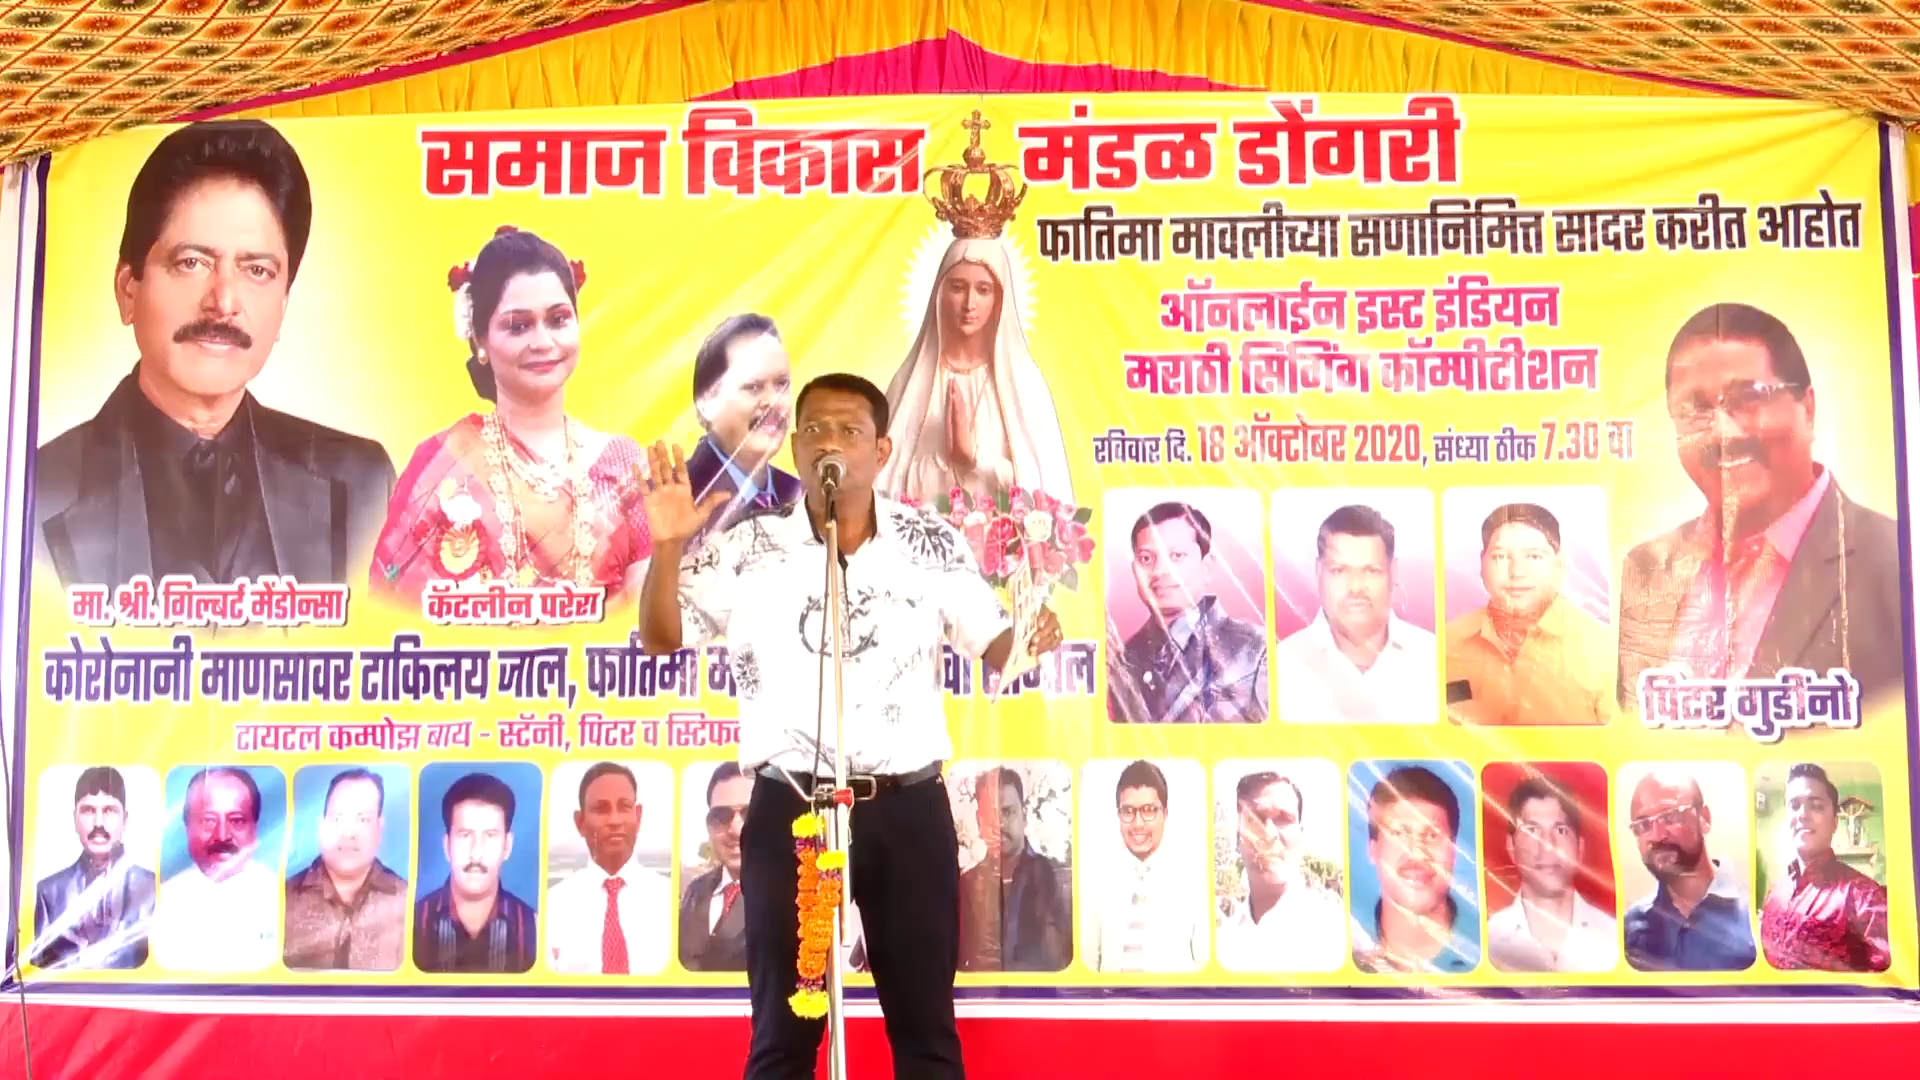 समाज विकास मंडळ डोंगरी
फातिमा मावलीच्या सणानिमित्त सादर करीत आहोत
ऑनलाईन इस्ट इंडियन
मराठी सिंगिंग कॉम्पीटीशन
रविवार दि. 18 ऑक्टोबर 2020, संध्या ठीक 7.30 वा
मा. श्री. गिल्बर्ट मेंडोन्सा
कॅटलीन परेरा
पिटर गुडींनो
कोरोनानी माणसावर टाकिलय जाल, फातिमा
टायटल कम्पोझ बाय - स्टॅनी, पिटर व